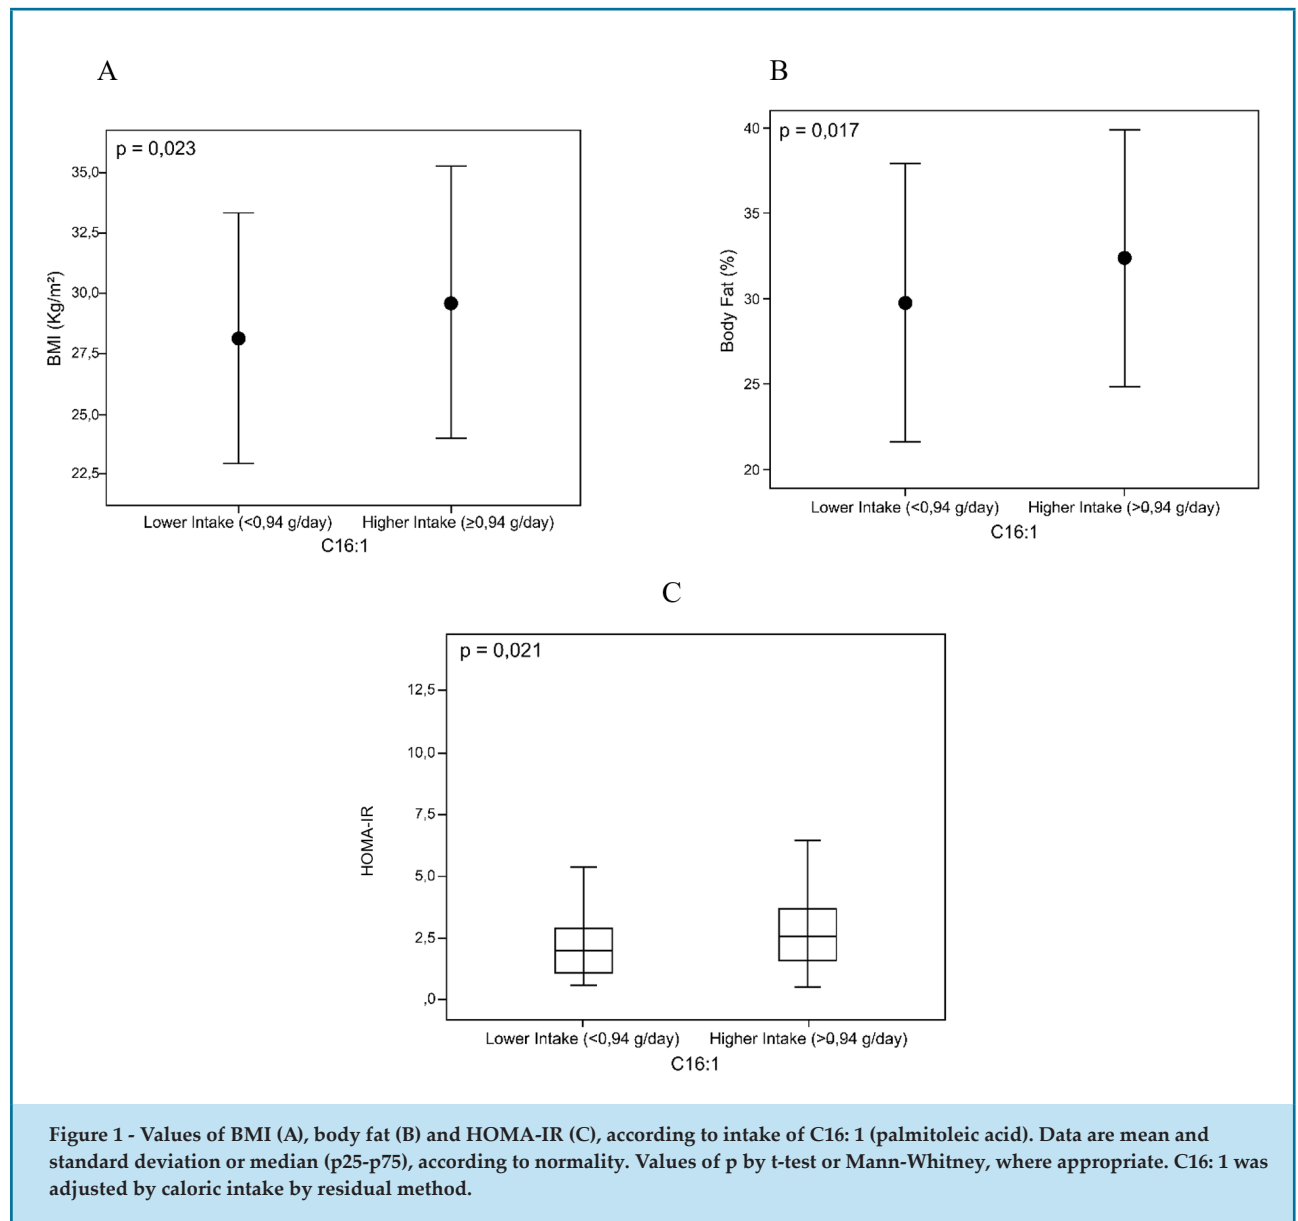 A
p = 0,023
35,0
32,5
30,0
27,5
25,0
22,5
BMI (Kg/m²)
Lower Intake (<0,94 g/day) Higher Intake (≥0,94 g/day)
C16:1
B
p = 0,017
40
35
30
25
20
Body Fat (%)
Lower Intake (<0,94 g/day) Higher Intake (>0,94 g/day)
C16:1
C
p = 0,021
12,5
10,0
7,5
5,0
2,5
,0
HOMA-IR
Lower Intake (<0,94 g/day) Higher Intake (>0,94 g/day)
C16:1
Figure 1 - Values of BMI (A), body fat (B) and HOMA-IR (C), according to intake of C16: 1 (palmitoleic acid). Data are mean and
standard deviation or median (p25-p75), according to normality. Values of p by t-test or Mann-Whitney, where appropriate. C16: 1 was
adjusted by caloric intake by residual method.